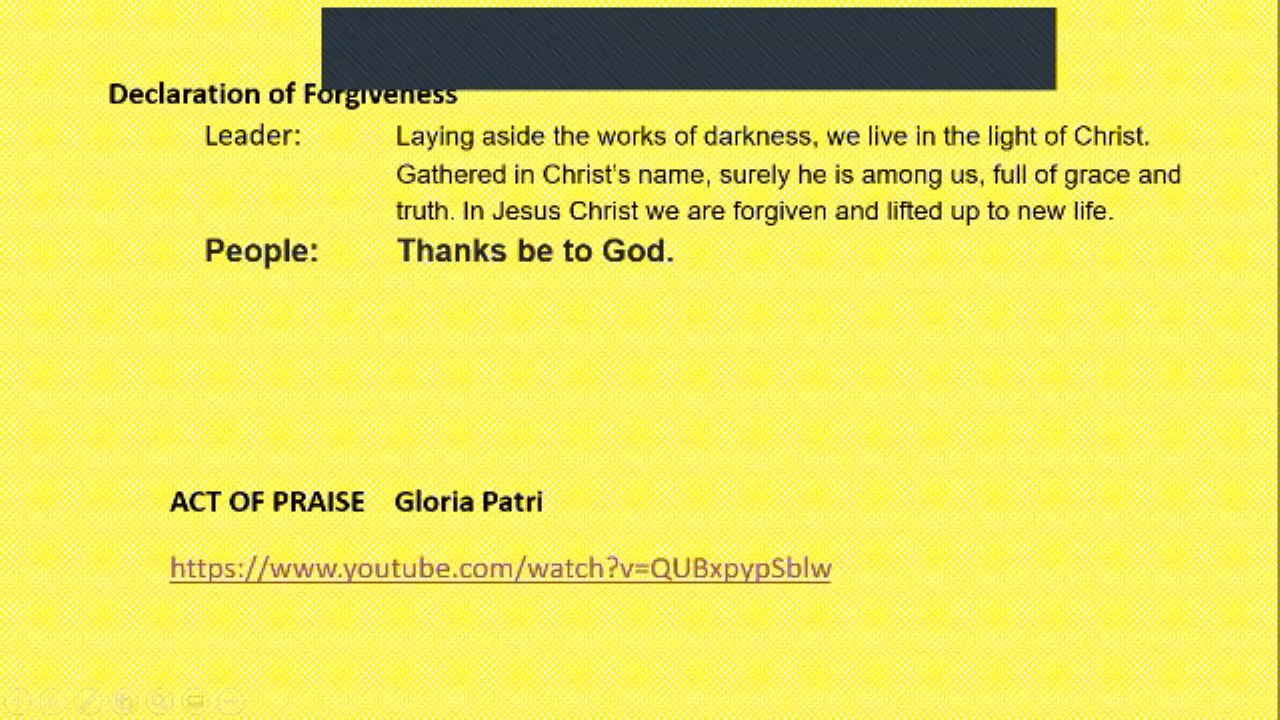 Declaration of Forgiveness
Leader: Laying aside the works of darkness, we live in the light of Christ.
Gathered in Christ's name, surely he is among us, full of grace and
truth. In Jesus Christ we are forgiven and lifted up to new life.
People: Thanks be to God.
ACT OF PRAISE Gloria Patri
https://www.youtube.com/watch?v=QUBxpypSblw